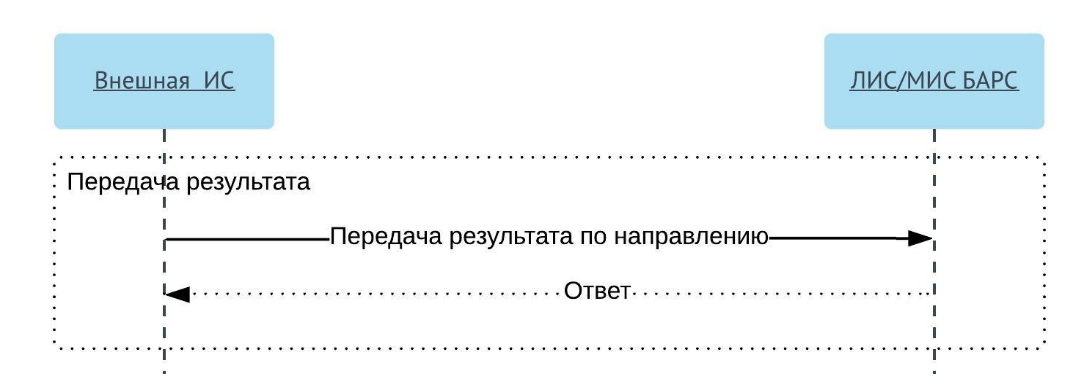 Внешная ИС
ЛИС/МИС БАРС
Передача результата
Передача результата по направлению
Ответ